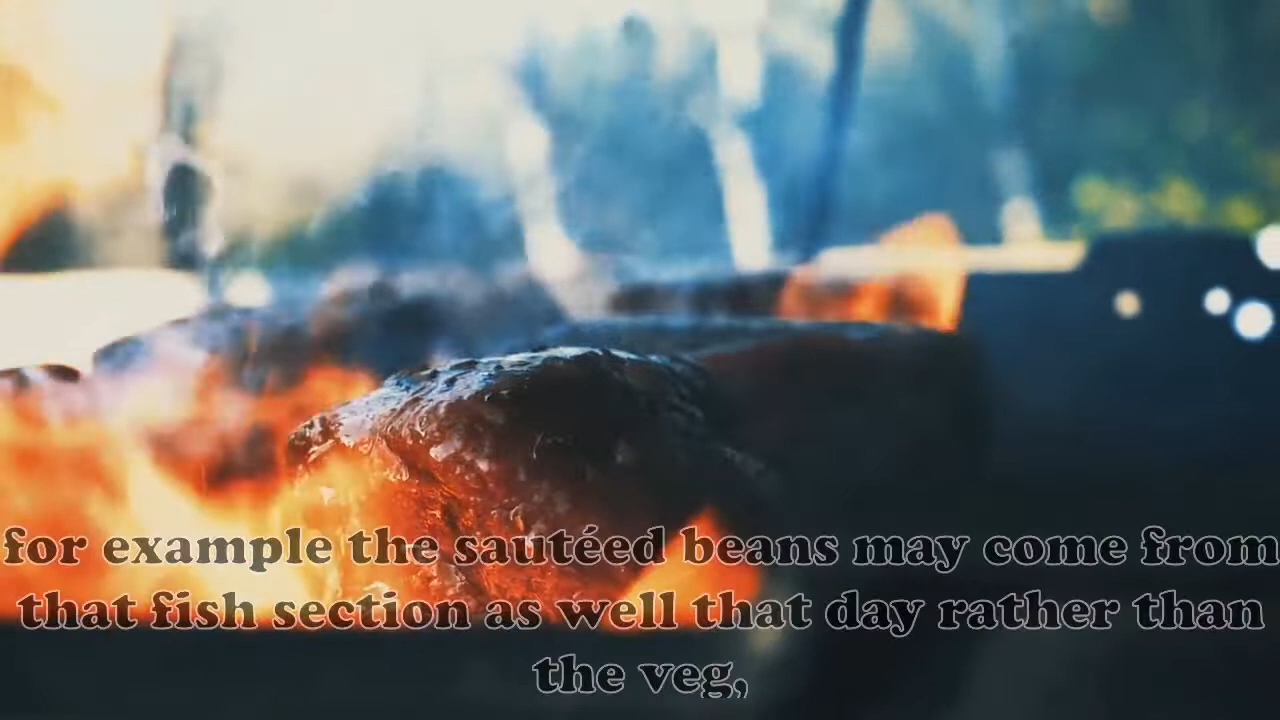 for example the sautéed beans may come from
that fish section as well that day rather than
the veg,